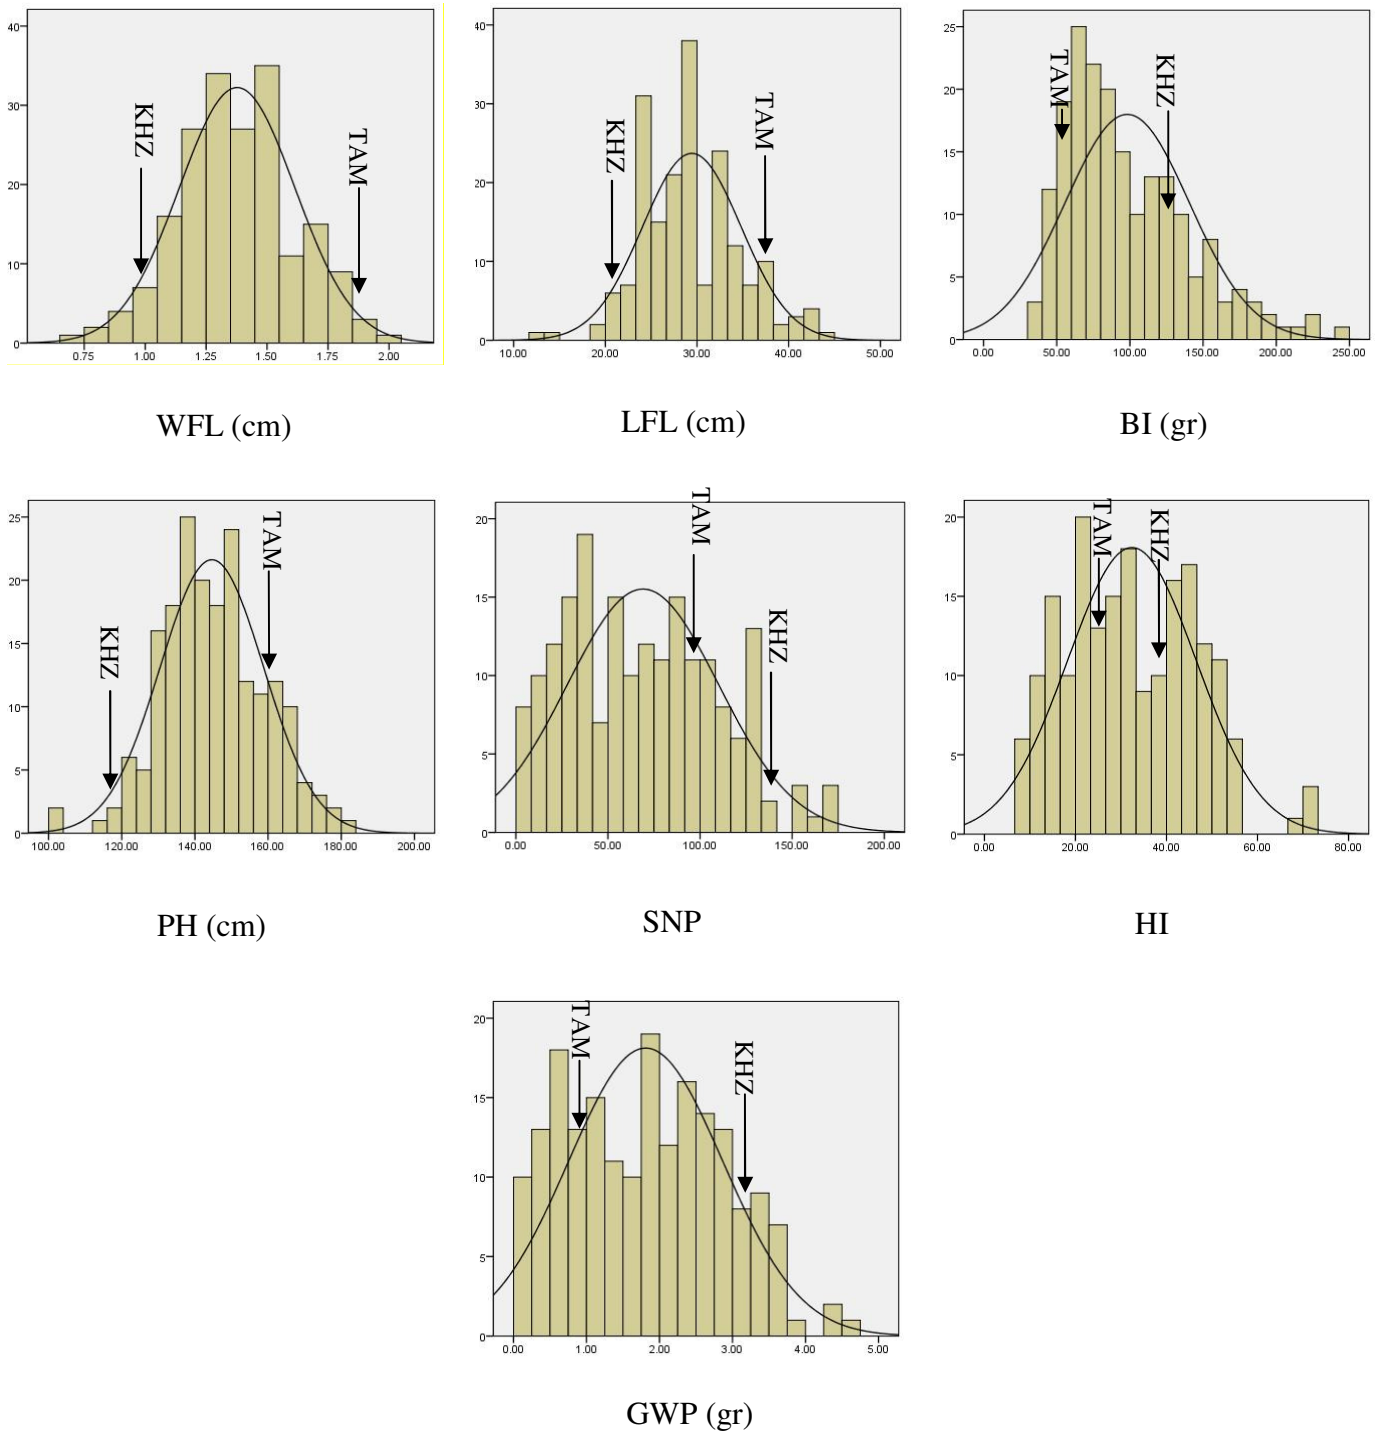 40
30
20
10
0
KHZ
TAM
0.75 1.00 1.25 1.50 1.75 2.00
WFL (cm)
40
30
20
10
0
KHZ
TAM
10.00 20.00 30.00 40.00 50.00
LFL (cm)
25
20
15
10
5
0
TAM
KHZ
0.00 50.00 100.00 150.00 200.00 250.00
BI (gr)
25
20
15
10
5
0
KHZ
TAM
100.00 120.00 140.00 160.00 180.00 200.00
PH (cm)
20
15
10
5
0
TAM
KHZ
0.00 50.00 100.00 150.00 200.00
SNP
20
15
10
5
0
TAM
KHZ
0.00 20.00 40.00 60.00 80.00
HI
20
15
10
5
0
TAM
KHZ
0.00 1.00 2.00 3.00 4.00 5.00
GWP (gr)